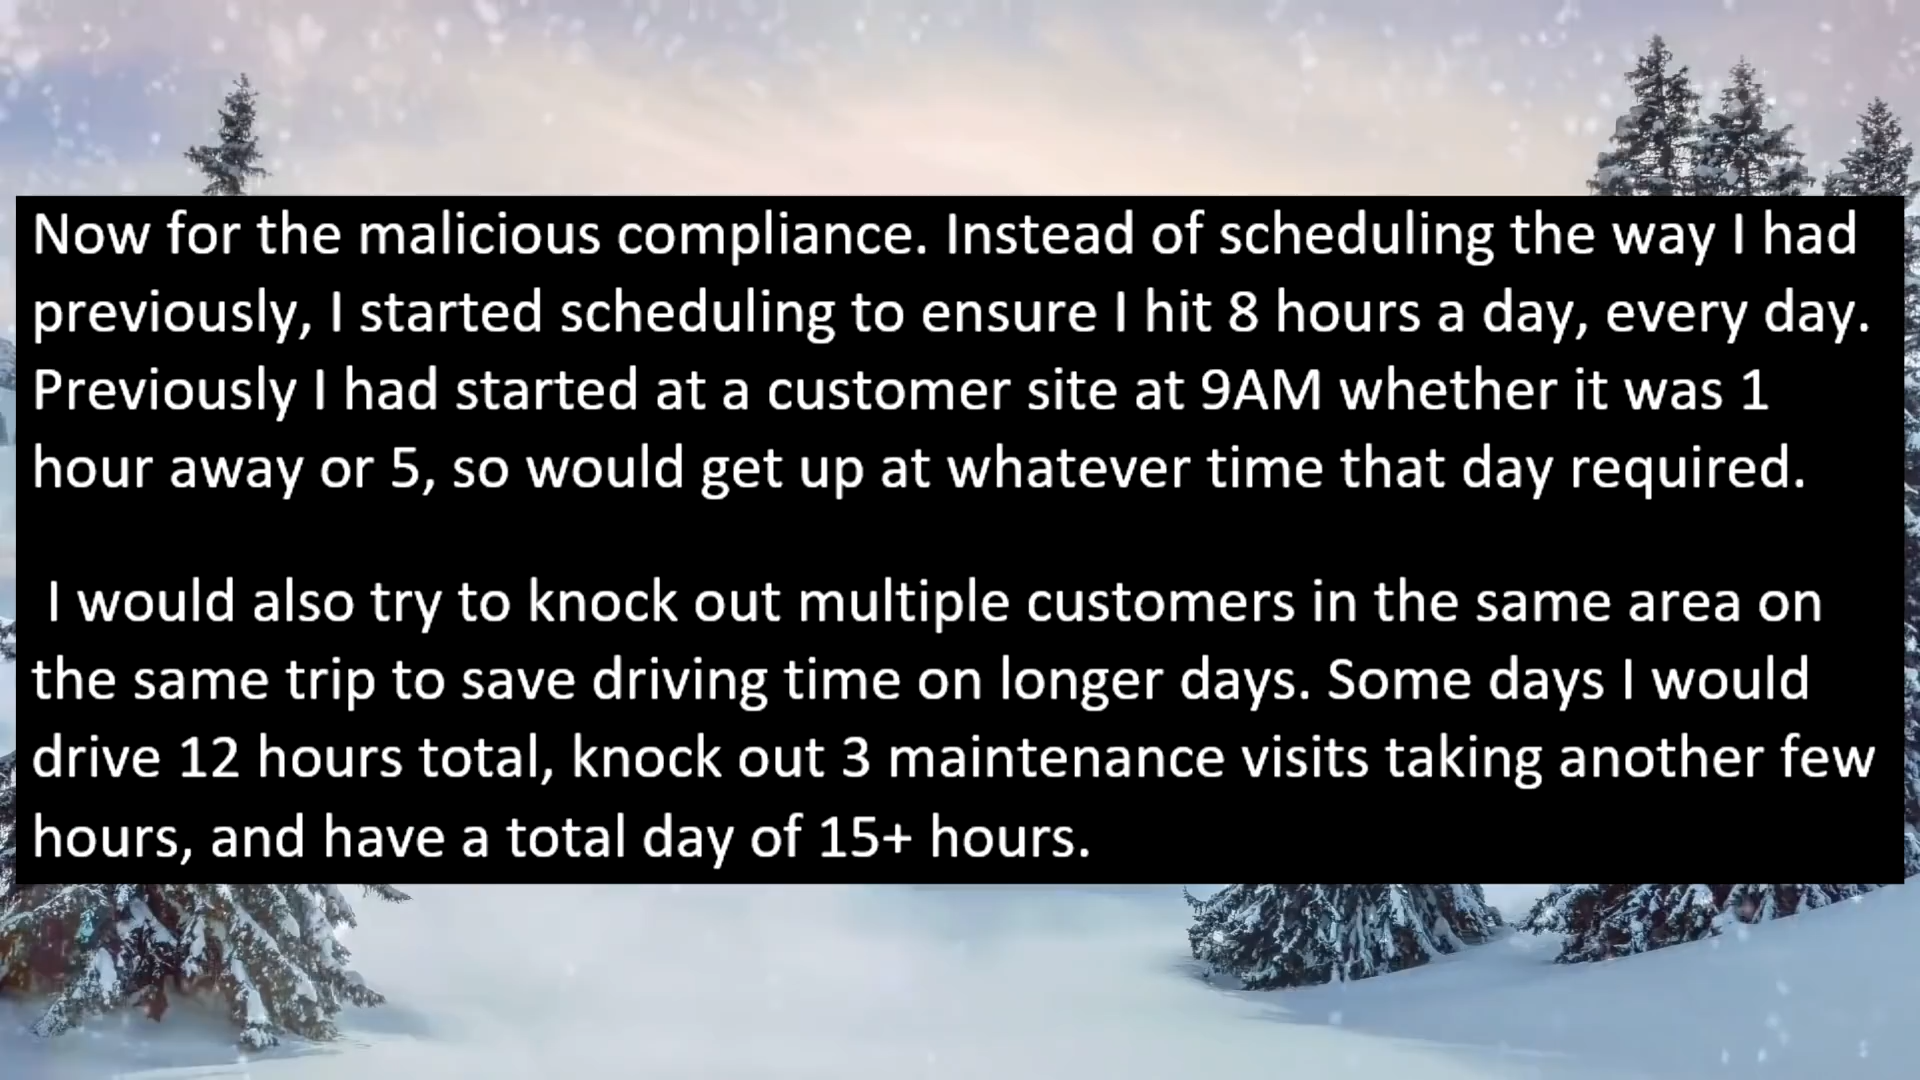 Now for the malicious compliance. Instead of scheduling the way I had
previously, I started scheduling to ensure I hit 8 hours a day, every day.
Previously I had started at a customer site at 9AM whether it was 1
hour away or 5, so would get up at whatever time that day required.
I would also try to knock out multiple customers in the same area on
the same trip to save driving time on longer days. Some days I would
drive 12 hours total, knock out 3 maintenance visits taking another few
hours, and have a total day of 15+ hours.